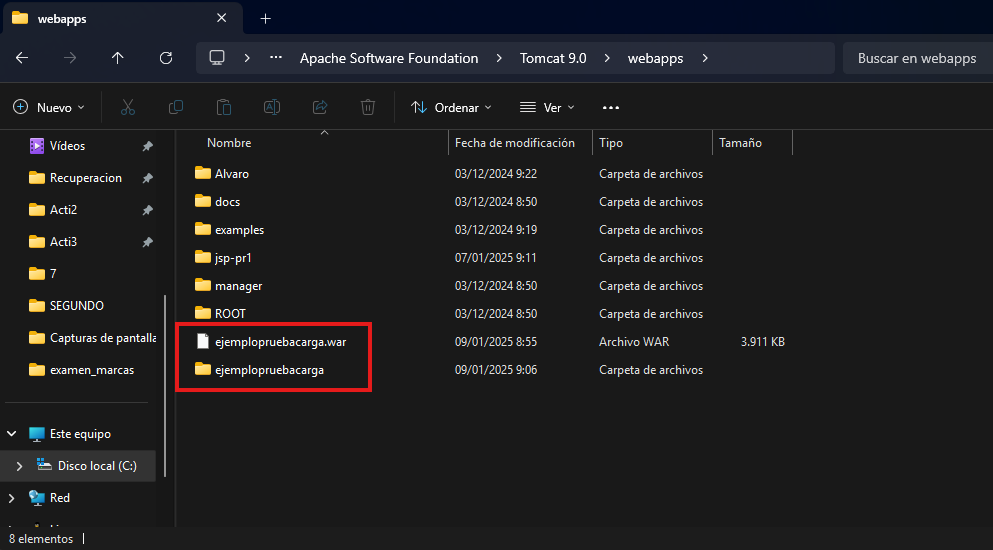 webapps
Apache Software Foundation > Tomcat 9.0 > webapps >
Buscar en webapps
Nuevo
Ordenar
Ver
Vídeos
Recuperacion
Acti2
Acti3
7
SEGUNDO
Capturas de pantalla
examen_marcas
Este equipo
Disco local (C:)
Red
Nombre Fecha de modificación Tipo Tamaño
Alvaro 03/12/2024 9:22 Carpeta de archivos
docs 03/12/2024 8:50 Carpeta de archivos
examples 03/12/2024 9:19 Carpeta de archivos
jsp-pr1 07/01/2025 9:11 Carpeta de archivos
manager 03/12/2024 8:50 Carpeta de archivos
ROOT 03/12/2024 8:50 Carpeta de archivos
ejemplopruebacarga.war 09/01/2025 8:55 Archivo WAR 3.911 KB
ejemplopruebacarga 09/01/2025 9:06 Carpeta de archivos
8 elementos